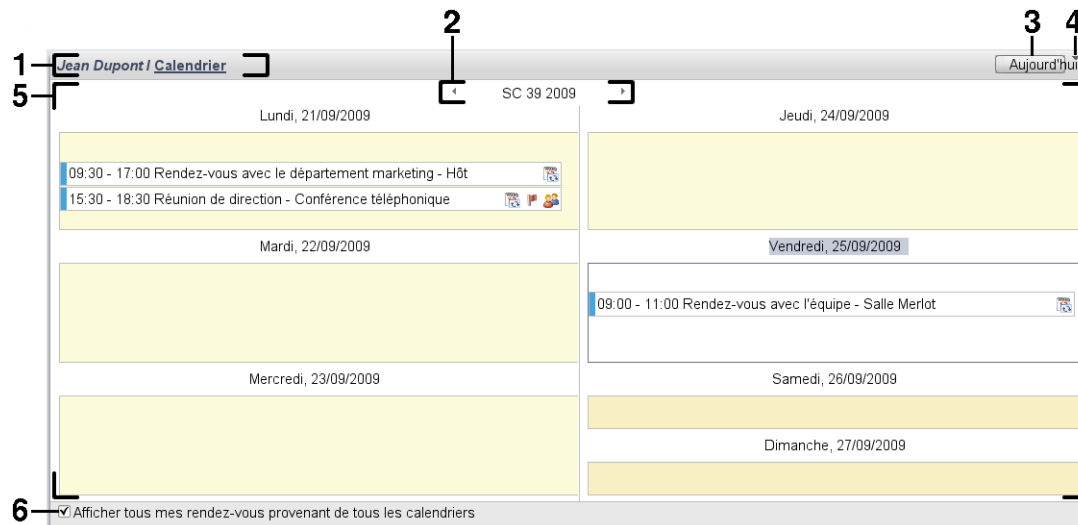 2
3
4
1
Jean Dupont / Calendrier
Aujourd'hui
5
SC 39 2009
Lundi, 21/09/2009
Jeudi, 24/09/2009
09:30 - 17:00 Rendez-vous avec le département marketing - Hôt
15:30 - 18:30 Réunion de direction - Conférence téléphonique
Mardi, 22/09/2009
Vendredi, 25/09/2009
09:00 - 11:00 Rendez-vous avec l'équipe - Salle Merlot
Mercredi, 23/09/2009
Samedi, 26/09/2009
Dimanche, 27/09/2009
6
Afficher tous mes rendez-vous provenant de tous les calendriers